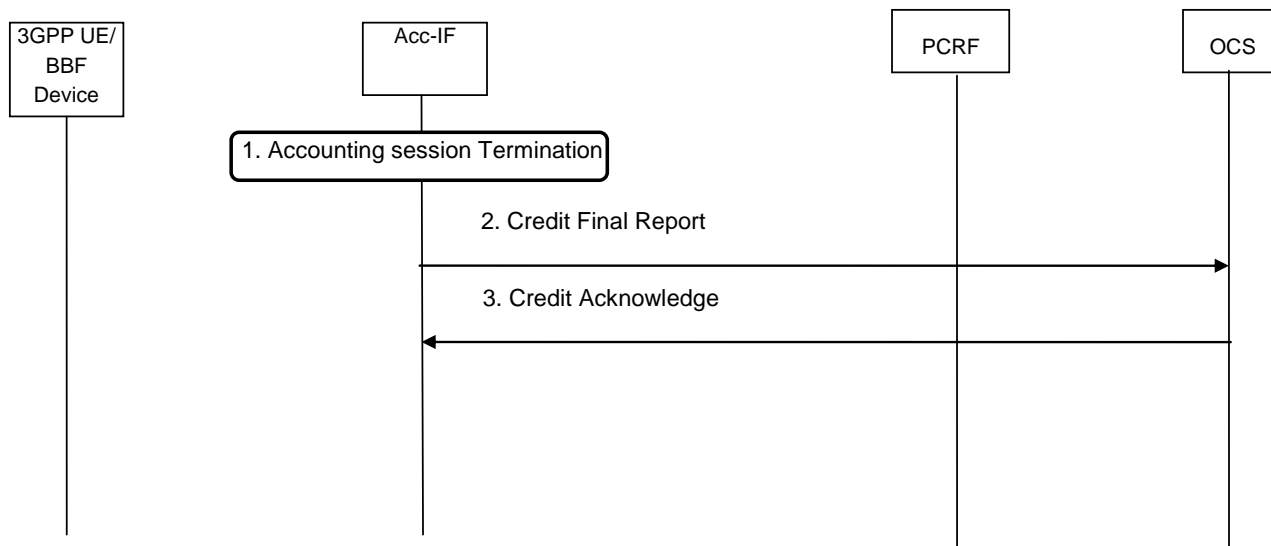 3GPP UE/
BBF
Device
Acc-IF
PCRF
OCS
1. Accounting session Termination
2. Credit Final Report
3. Credit Acknowledge